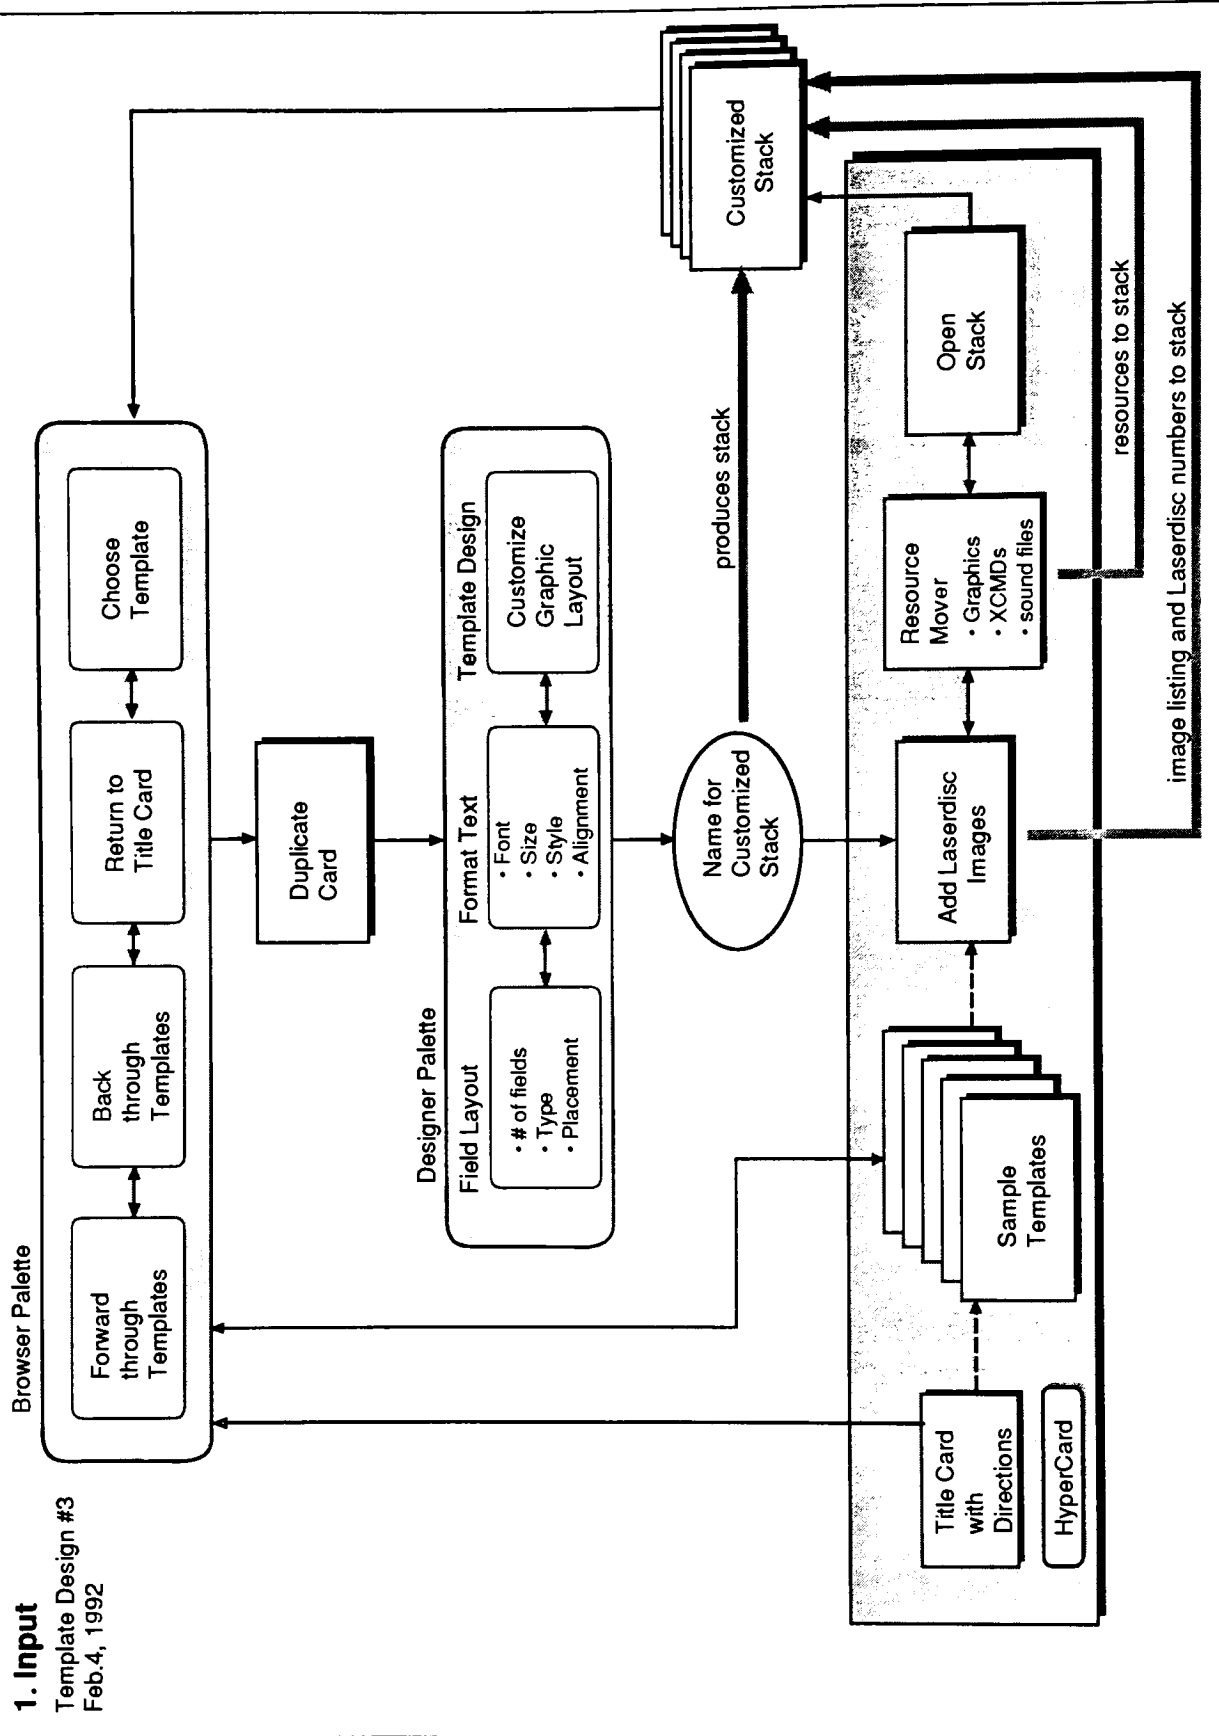 1. Input
Template Design #3
Feb.4, 1992
Browser Palette
Forward
through
Templates
Back
through
Templates
Return to
Title Card
Choose
Template
Duplicate
Card
Designer Palette
Field Layout
• # of fields
• Type
• Placement
Format Text
• Font
• Size
• Style
• Alignment
Template Design
Customize
Graphic
Layout
Name for
Customized
Stack
produces stack
Customized
Stack
Title Card
with
Directions
HyperCard
Sample
Templates
Add Laserdisc
Images
Resource
Mover
• Graphics
• XCMDs
• sound files
Open
Stack
resources to stack
image listing and Laserdisc numbers to stack